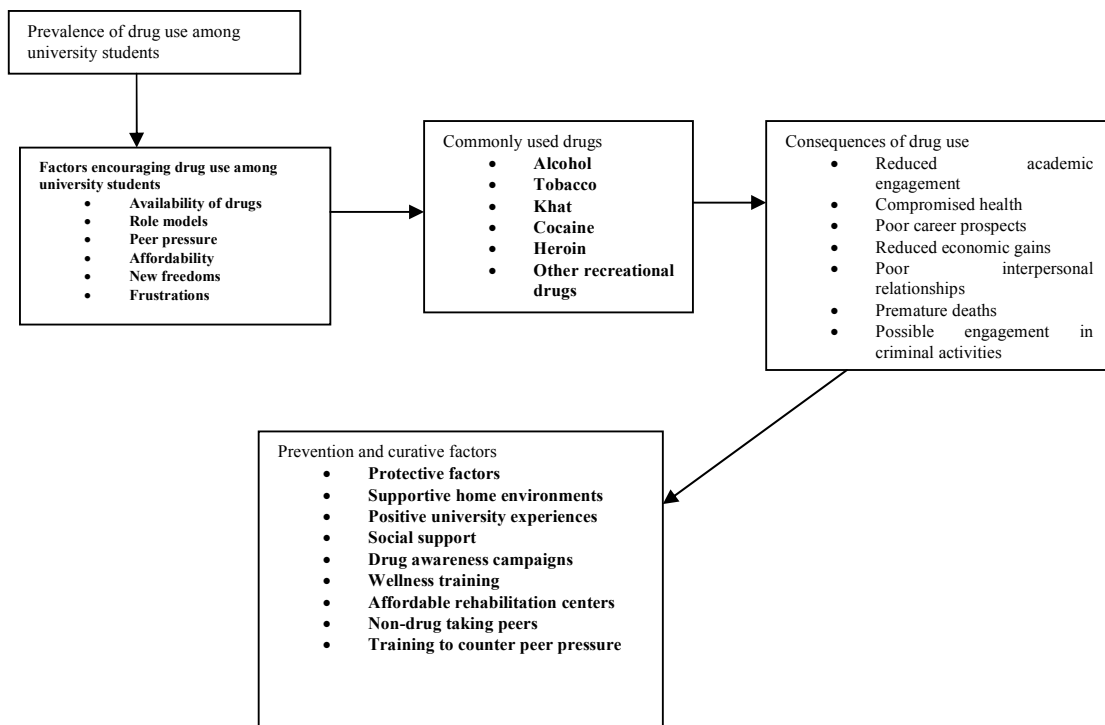 Prevalence of drug use among
university students
Factors encouraging drug use among
university students
• Availability of drugs
• Role models
• Peer pressure
• Affordability
• New freedoms
• Frustrations
Commonly used drugs
• Alcohol
• Tobacco
• Khat
• Cocaine
• Heroin
• Other recreational
drugs
Consequences of drug use
• Reduced academic
engagement
• Compromised health
• Poor career prospects
• Reduced economic gains
• Poor interpersonal
relationships
• Premature deaths
• Possible engagement in
criminal activities
Prevention and curative factors
• Protective factors
• Supportive home environments
• Positive university experiences
• Social support
• Drug awareness campaigns
• Wellness training
• Affordable rehabilitation centers
• Non-drug taking peers
• Training to counter peer pressure